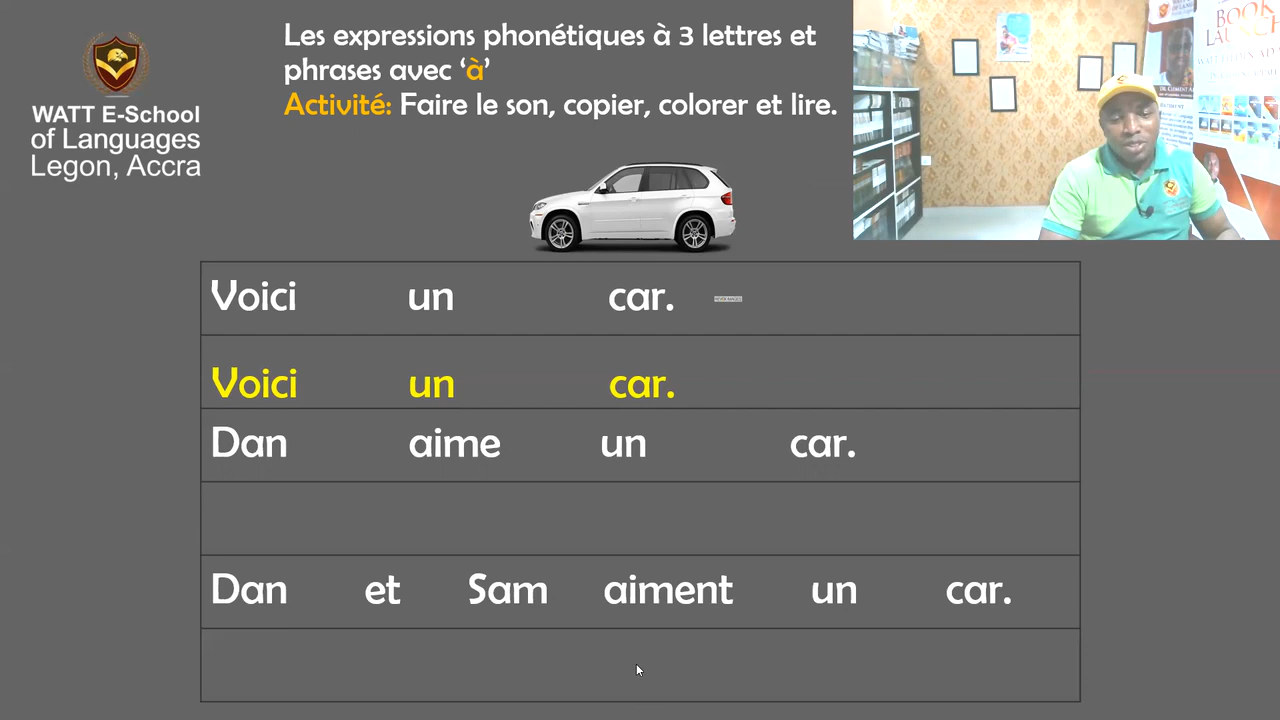 WATT E-School
of Languages
Legon, Accra
Les expressions phonétiques à 3 lettres et
phrases avec ‘à’
Activité: Faire le son, copier, colorer et lire.
BOOK
LAUNCH
Voici un car.
Voici un car.
Dan aime un car.
Dan et Sam aiment un car.